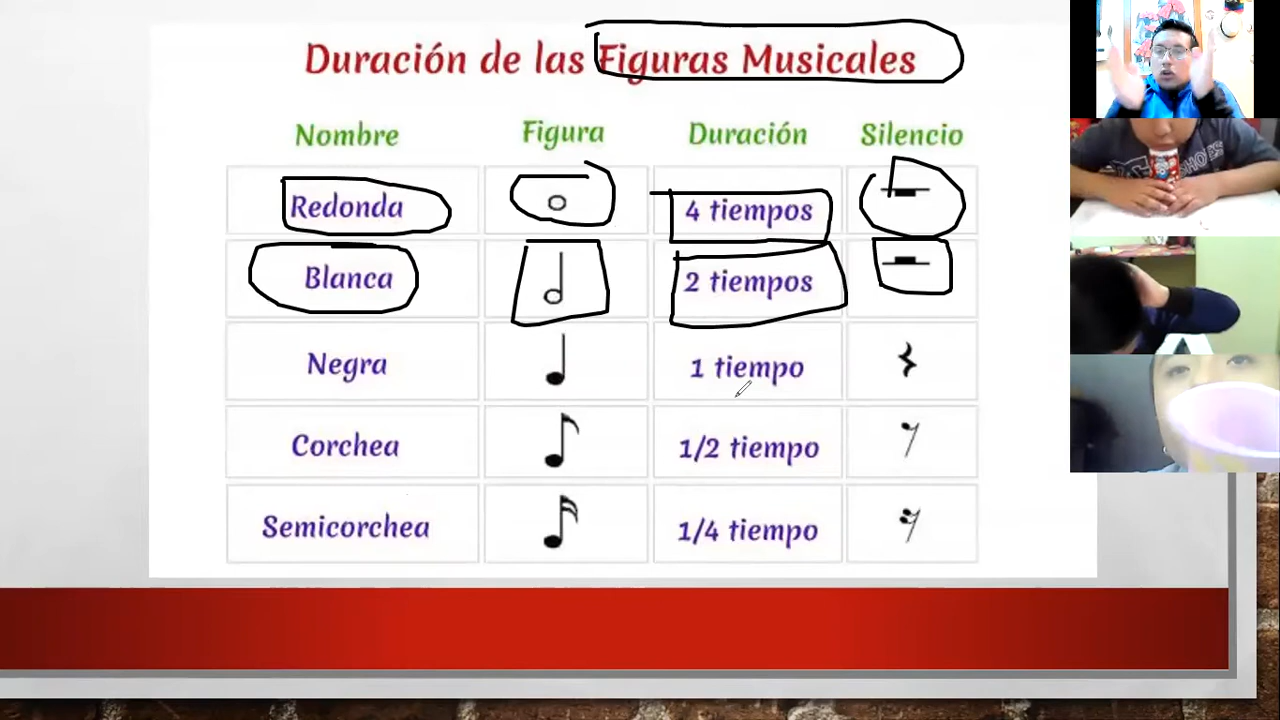 Duración de las Figuras Musicales
Nombre Figura Duración Silencio
Redonda 4 tiempos
Blanca 2 tiempos
Negra 1 tiempo
Corchea 1/2 tiempo
Semicorchea 1/4 tiempo